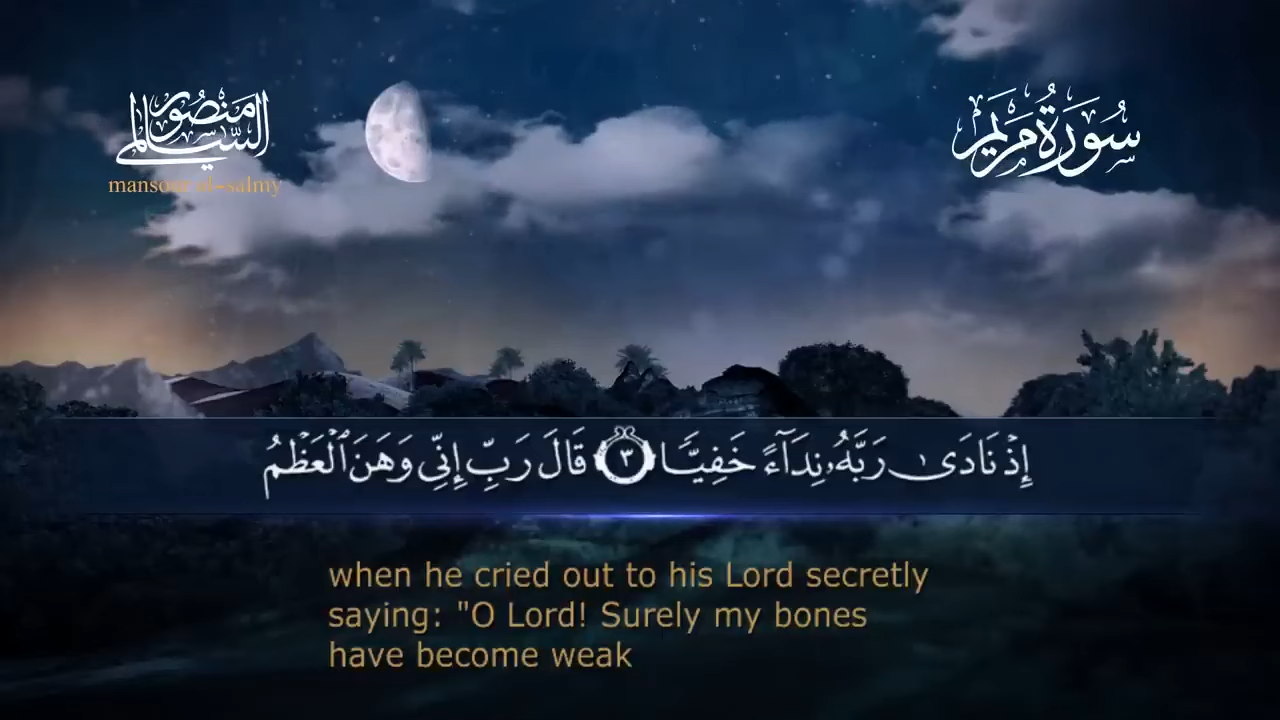 منصور
السالمي
mansour al-salmy
سُورَةُ مَرْيَم
إِذْ نَادَىٰ رَبَّهُۥ نِدَآءً خَفِيًّا ٣ قَالَ رَبِّ إِنِّي وَهَنَ ٱلْعَظْمُ
when he cried out to his Lord secretly
saying: "O Lord! Surely my bones
have become weak